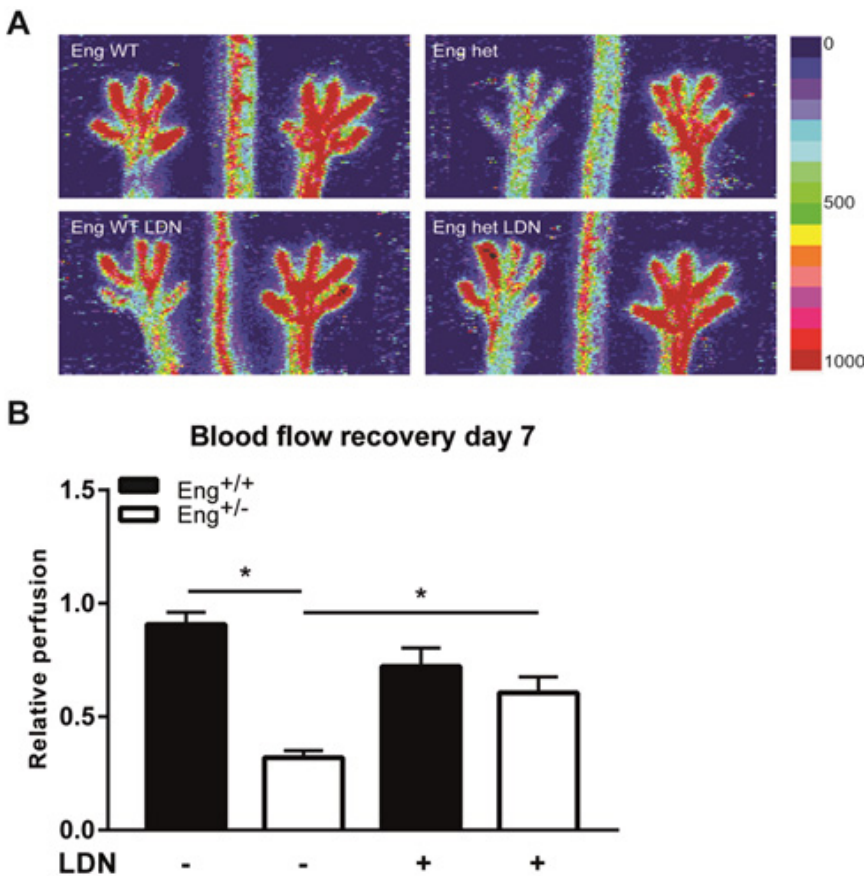 A
Eng WT
Eng het
Eng WT LDN
Eng het LDN
0
500
1000
B
Blood flow recovery day 7
Eng+/+
Eng+/-
Relative perfusion
1.5
1.0
0.5
0.0
*
*
LDN - - + +